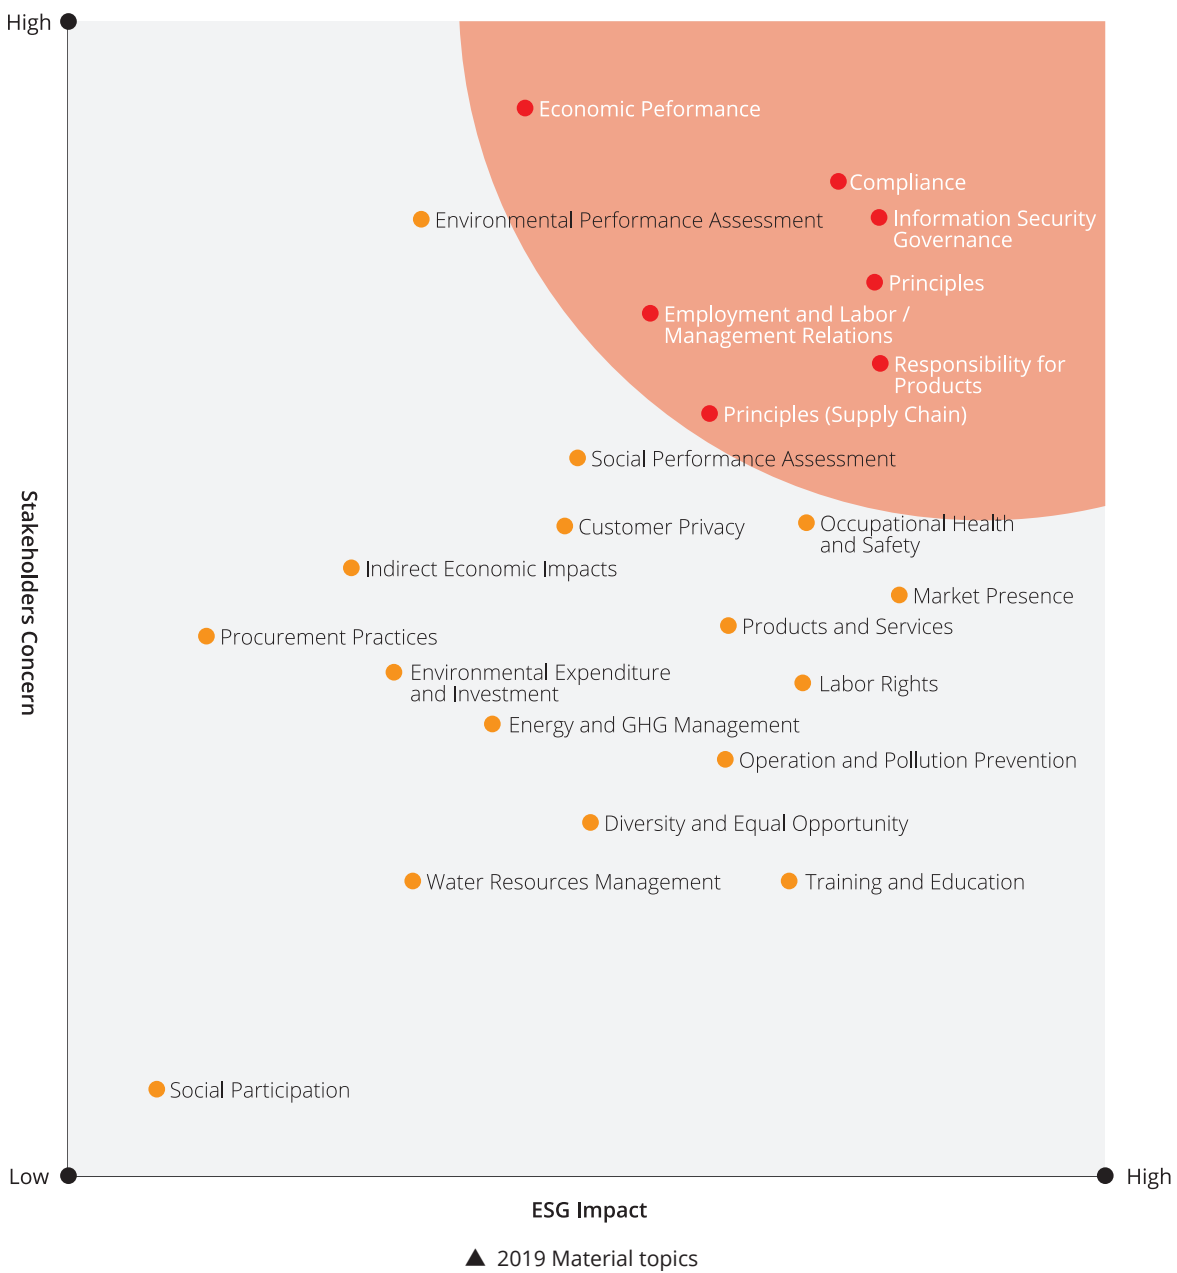 High
Economic Peformance
Compliance
Environmental Performance Assessment
Information Security
Governance
Principles
Employment and Labor /
Management Relations
Responsibility for
Products
Principles (Supply Chain)
Social Performance Assessment
Customer Privacy
Occupational Health
and Safety
Indirect Economic Impacts
Market Presence
Products and Services
Procurement Practices
Environmental Expenditure
and Investment
Labor Rights
Energy and GHG Management
Operation and Pollution Prevention
Diversity and Equal Opportunity
Water Resources Management
Training and Education
Social Participation
Stakeholders Concern
Low
High
ESG Impact
▲ 2019 Material topics